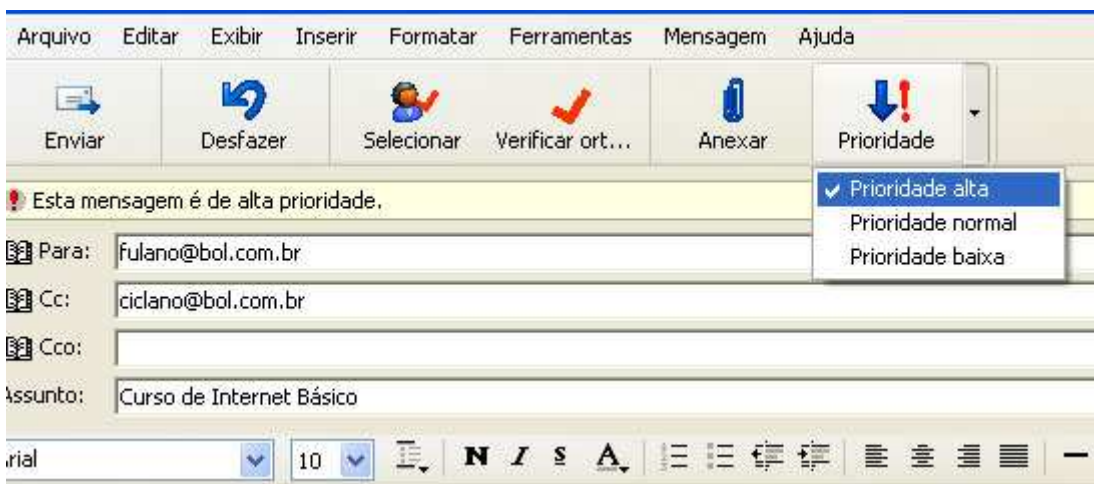 Arquivo Editar Exibir Inserir Formatar Ferramentas Mensagem Ajuda
Enviar Desfazer Selecionar Verificar ort... Anexar Prioridade
Esta mensagem é de alta prioridade.
Prioridade alta
Prioridade normal
Prioridade baixa
Para: fulano@bol.com.br
Cc: ciclano@bol.com.br
Cco:
Assunto: Curso de Internet Básico
rial 10 N I S A